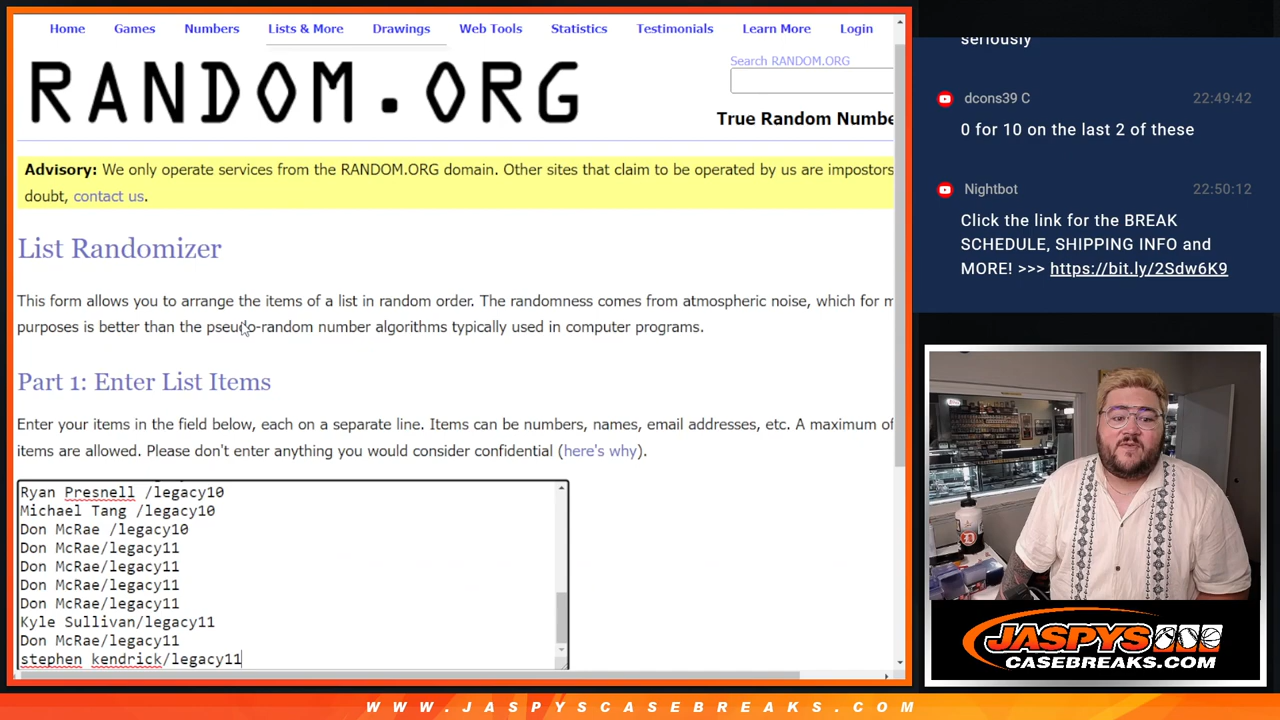 Home Games Numbers Lists & More Drawings Web Tools Statistics Testimonials Learn More Login
RANDOM.ORG
Search RANDOM.ORG
True Random Numbe
Advisory: We only operate services from the RANDOM.ORG domain. Other sites that claim to be operated by us are impostors
doubt, contact us.
List Randomizer
This form allows you to arrange the items of a list in random order. The randomness comes from atmospheric noise, which for m
purposes is better than the pseudo-random number algorithms typically used in computer programs.
Part 1: Enter List Items
Enter your items in the field below, each on a separate line. Items can be numbers, names, email addresses, etc. A maximum of
items are allowed. Please don't enter anything you would consider confidential (here's why).
Ryan Presnell /legacy10
Michael Tang /legacy10
Don McRae /legacy10
Don McRae/legacy11
Don McRae/legacy11
Don McRae/legacy11
Don McRae/legacy11
Kyle Sullivan/legacy11
Don McRae/legacy11
stephen kendrick/legacy11
seriously
dcons39 C 22:49:42
0 for 10 on the last 2 of these
Nightbot 22:50:12
Click the link for the BREAK
SCHEDULE, SHIPPING INFO and
MORE! >>> https://bit.ly/2Sdw6K9
JASPYS
CASEBREAKS.COM
WWW.JASPYSCASEBREAKS.COM